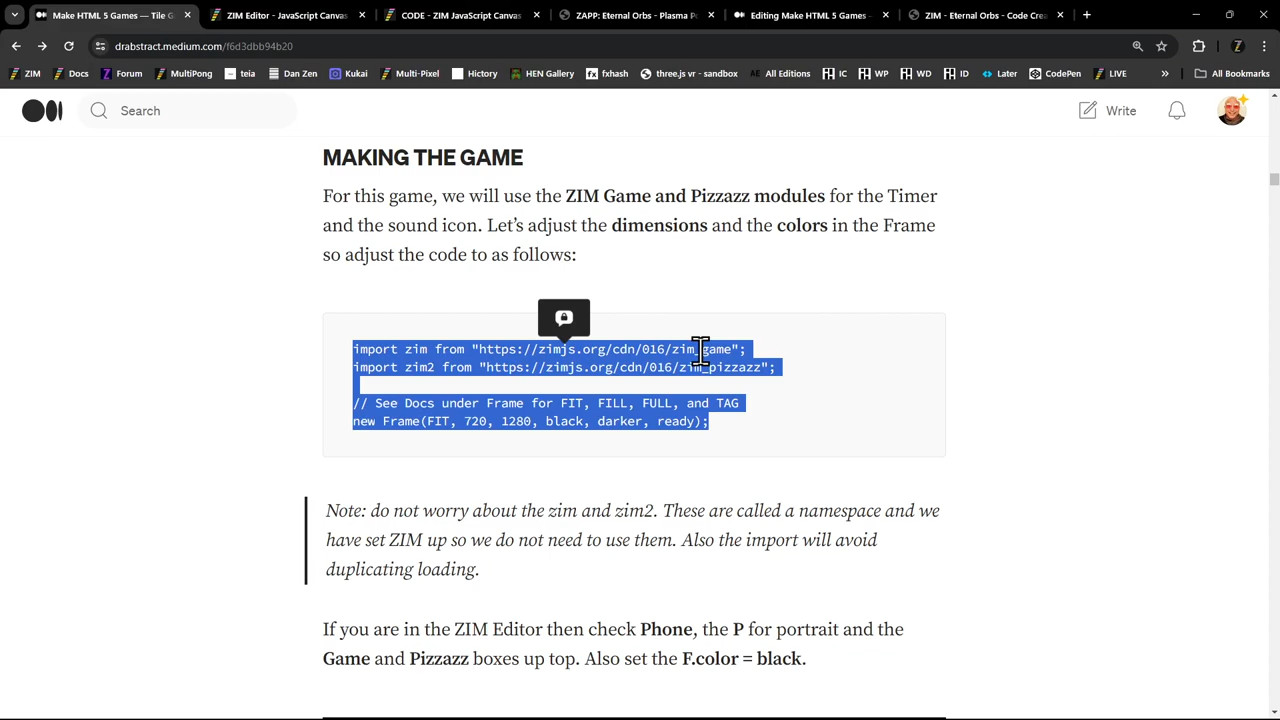 Make HTML 5 Games — Tile G
ZIM Editor - JavaScript Canvas
CODE - ZIM JavaScript Canvas
ZAPP: Eternal Orbs - Plasma P
Editing Make HTML 5 Games –
ZIM - Eternal Orbs - Code Cre
drabstract.medium.com/f6d3dbb94b20
ZIM
Docs
Forum
MultiPong
teia
Dan Zen
Kukai
Multi-Pixel
Hictory
HEN Gallery
fxhash
three.js vr - sandbox
All Editions
IC
WP
WD
ID
Later
CodePen
LIVE
All Bookmarks
Search
Write
MAKING THE GAME
For this game, we will use the ZIM Game and Pizzazz modules for the Timer
and the sound icon. Let’s adjust the dimensions and the colors in the Frame
so adjust the code to as follows:
import zim from "https://zimjs.org/cdn/016/zim_game";
import zim2 from "https://zimjs.org/cdn/016/zim_pizzazz";
// See Docs under Frame for FIT, FILL, FULL, and TAG
new Frame(FIT, 720, 1280, black, darker, ready);
Note: do not worry about the zim and zim2. These are called a namespace and we
have set ZIM up so we do not need to use them. Also the import will avoid
duplicating loading.
If you are in the ZIM Editor then check Phone, the P for portrait and the
Game and Pizzazz boxes up top. Also set the F.color = black.